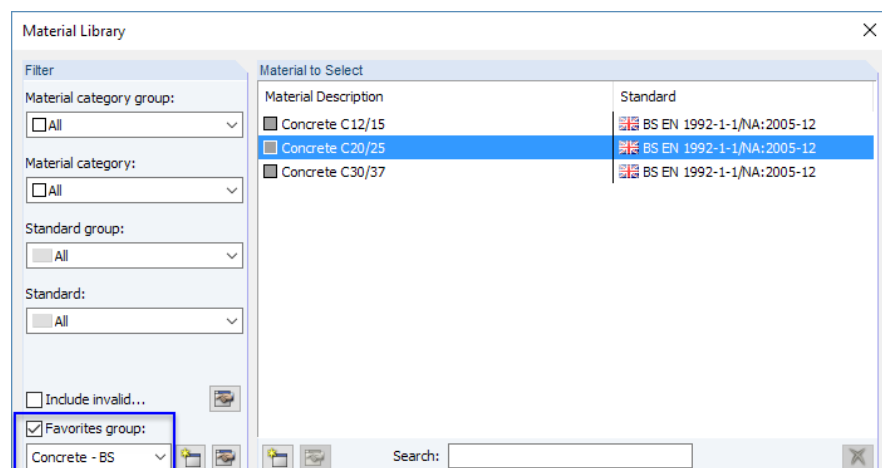 Material Library
Filter
Material category group:
All
Material category:
All
Standard group:
All
Standard:
All
Include invalid...
Favorites group:
Concrete - BS
Material to Select
Material Description Standard
Concrete C12/15 BS EN 1992-1-1/NA:2005-12
Concrete C20/25 BS EN 1992-1-1/NA:2005-12
Concrete C30/37 BS EN 1992-1-1/NA:2005-12
Search: